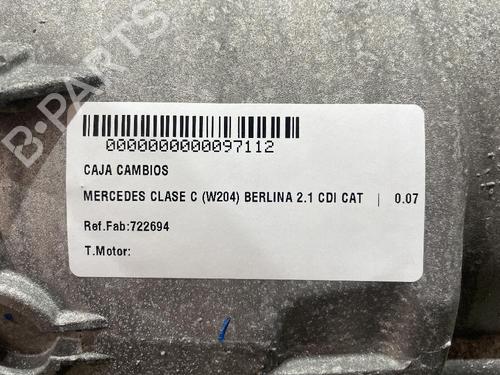 B-PARTS
0000000000097112
CAJA CAMBIOS
MERCEDES CLASE C (W204) BERLINA 2.1 CDI CAT | 0.07
Ref.Fab:722694
T.Motor: